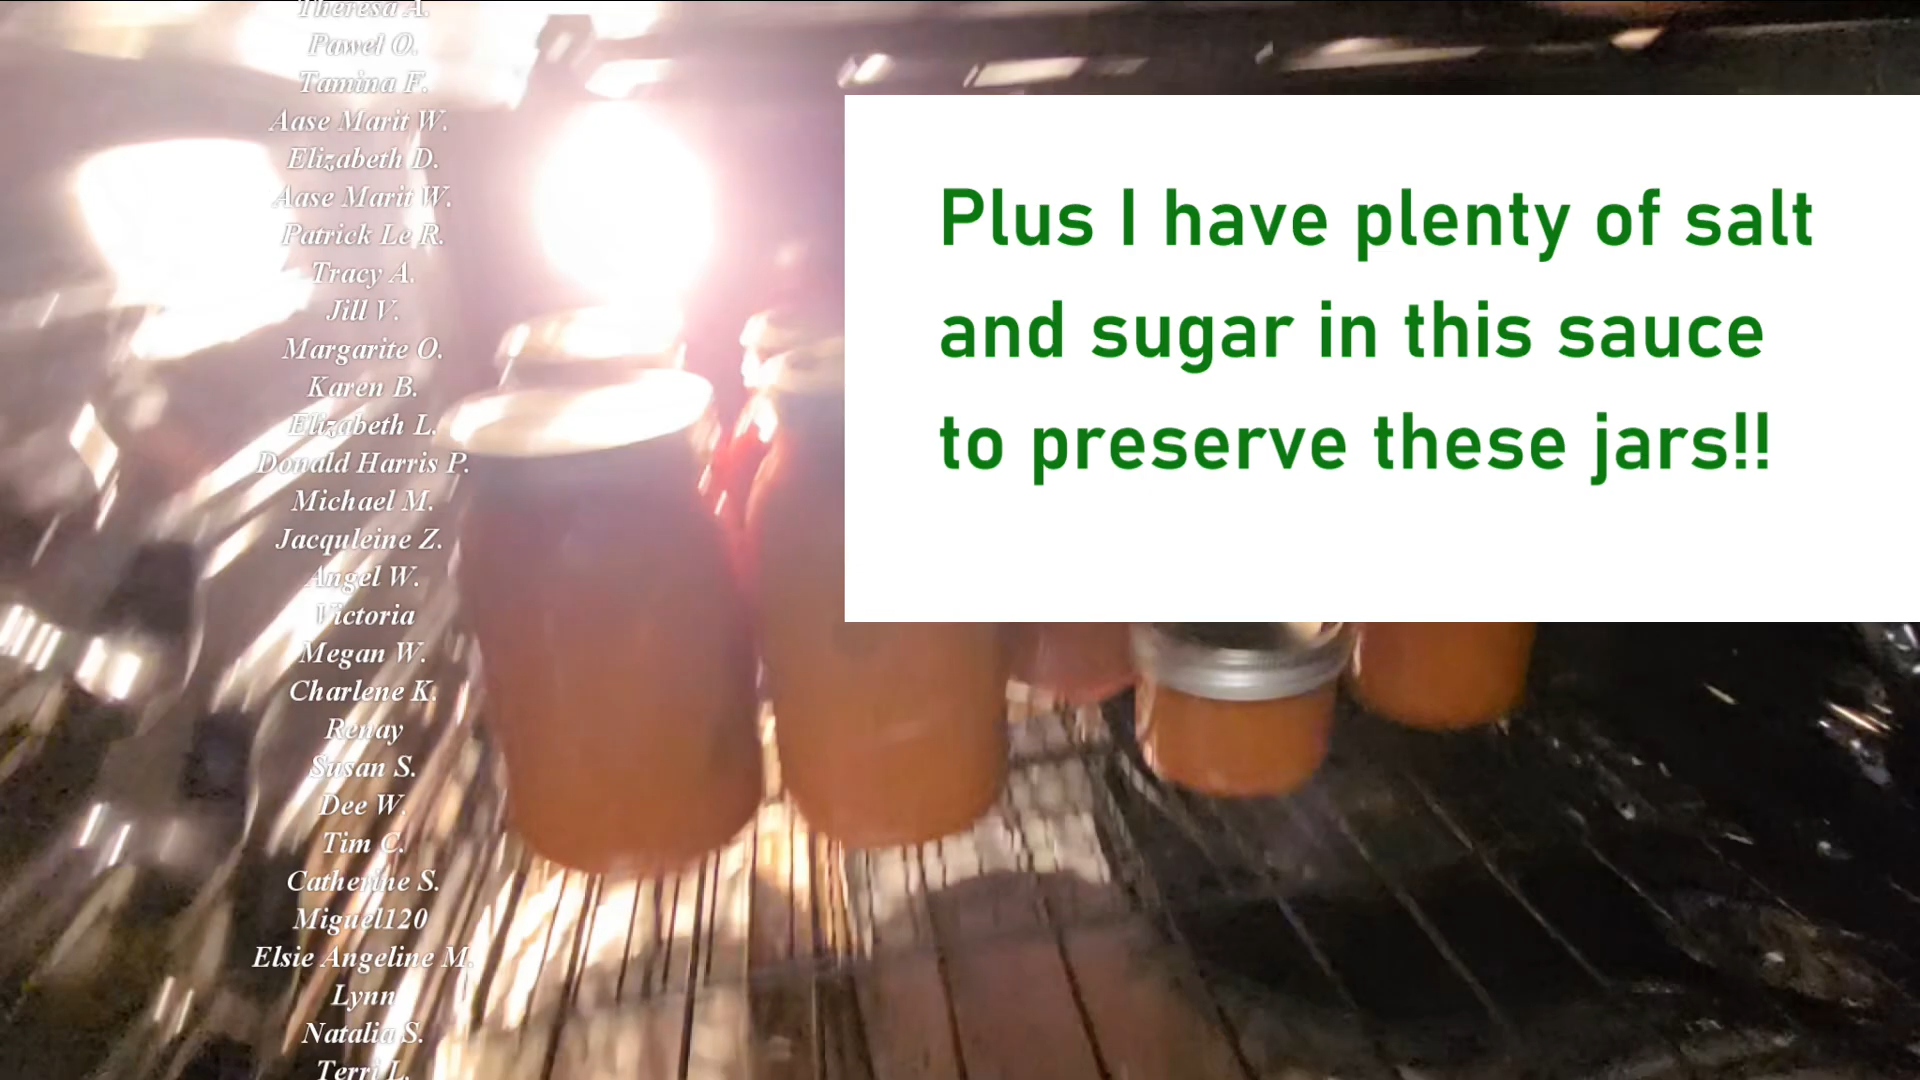 Theresa A.
Pawel O.
Tamina F.
Aase Marit W.
Elizabeth D.
Aase Marit W.
Patrick Le R.
Tracy A.
Jill V.
Margarite O.
Karen B.
Elizabeth L.
Donald Harris P.
Michael M.
Jacquleine Z.
Angel W.
Victoria
Megan W.
Charlene K.
Renay
Susan S.
Dee W.
Tim C.
Catherine S.
Miguel120
Elsie Angeline M.
Lynn
Natalia S.
Terri L.
Plus I have plenty of salt
and sugar in this sauce
to preserve these jars!!